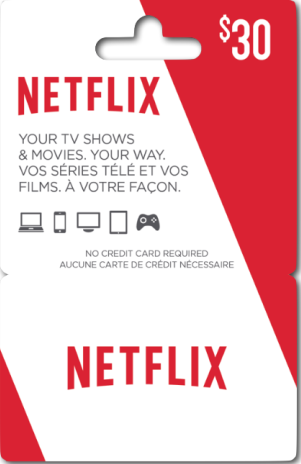 $30
NETFLIX
YOUR TV SHOWS
& MOVIES. YOUR WAY.
VOS SÉRIES TÉLÉ ET VOS
FILMS. À VOTRE FAÇON.
NO CREDIT CARD REQUIRED
AUCUNE CARTE DE CRÉDIT NÉCESSAIRE
NETFLIX